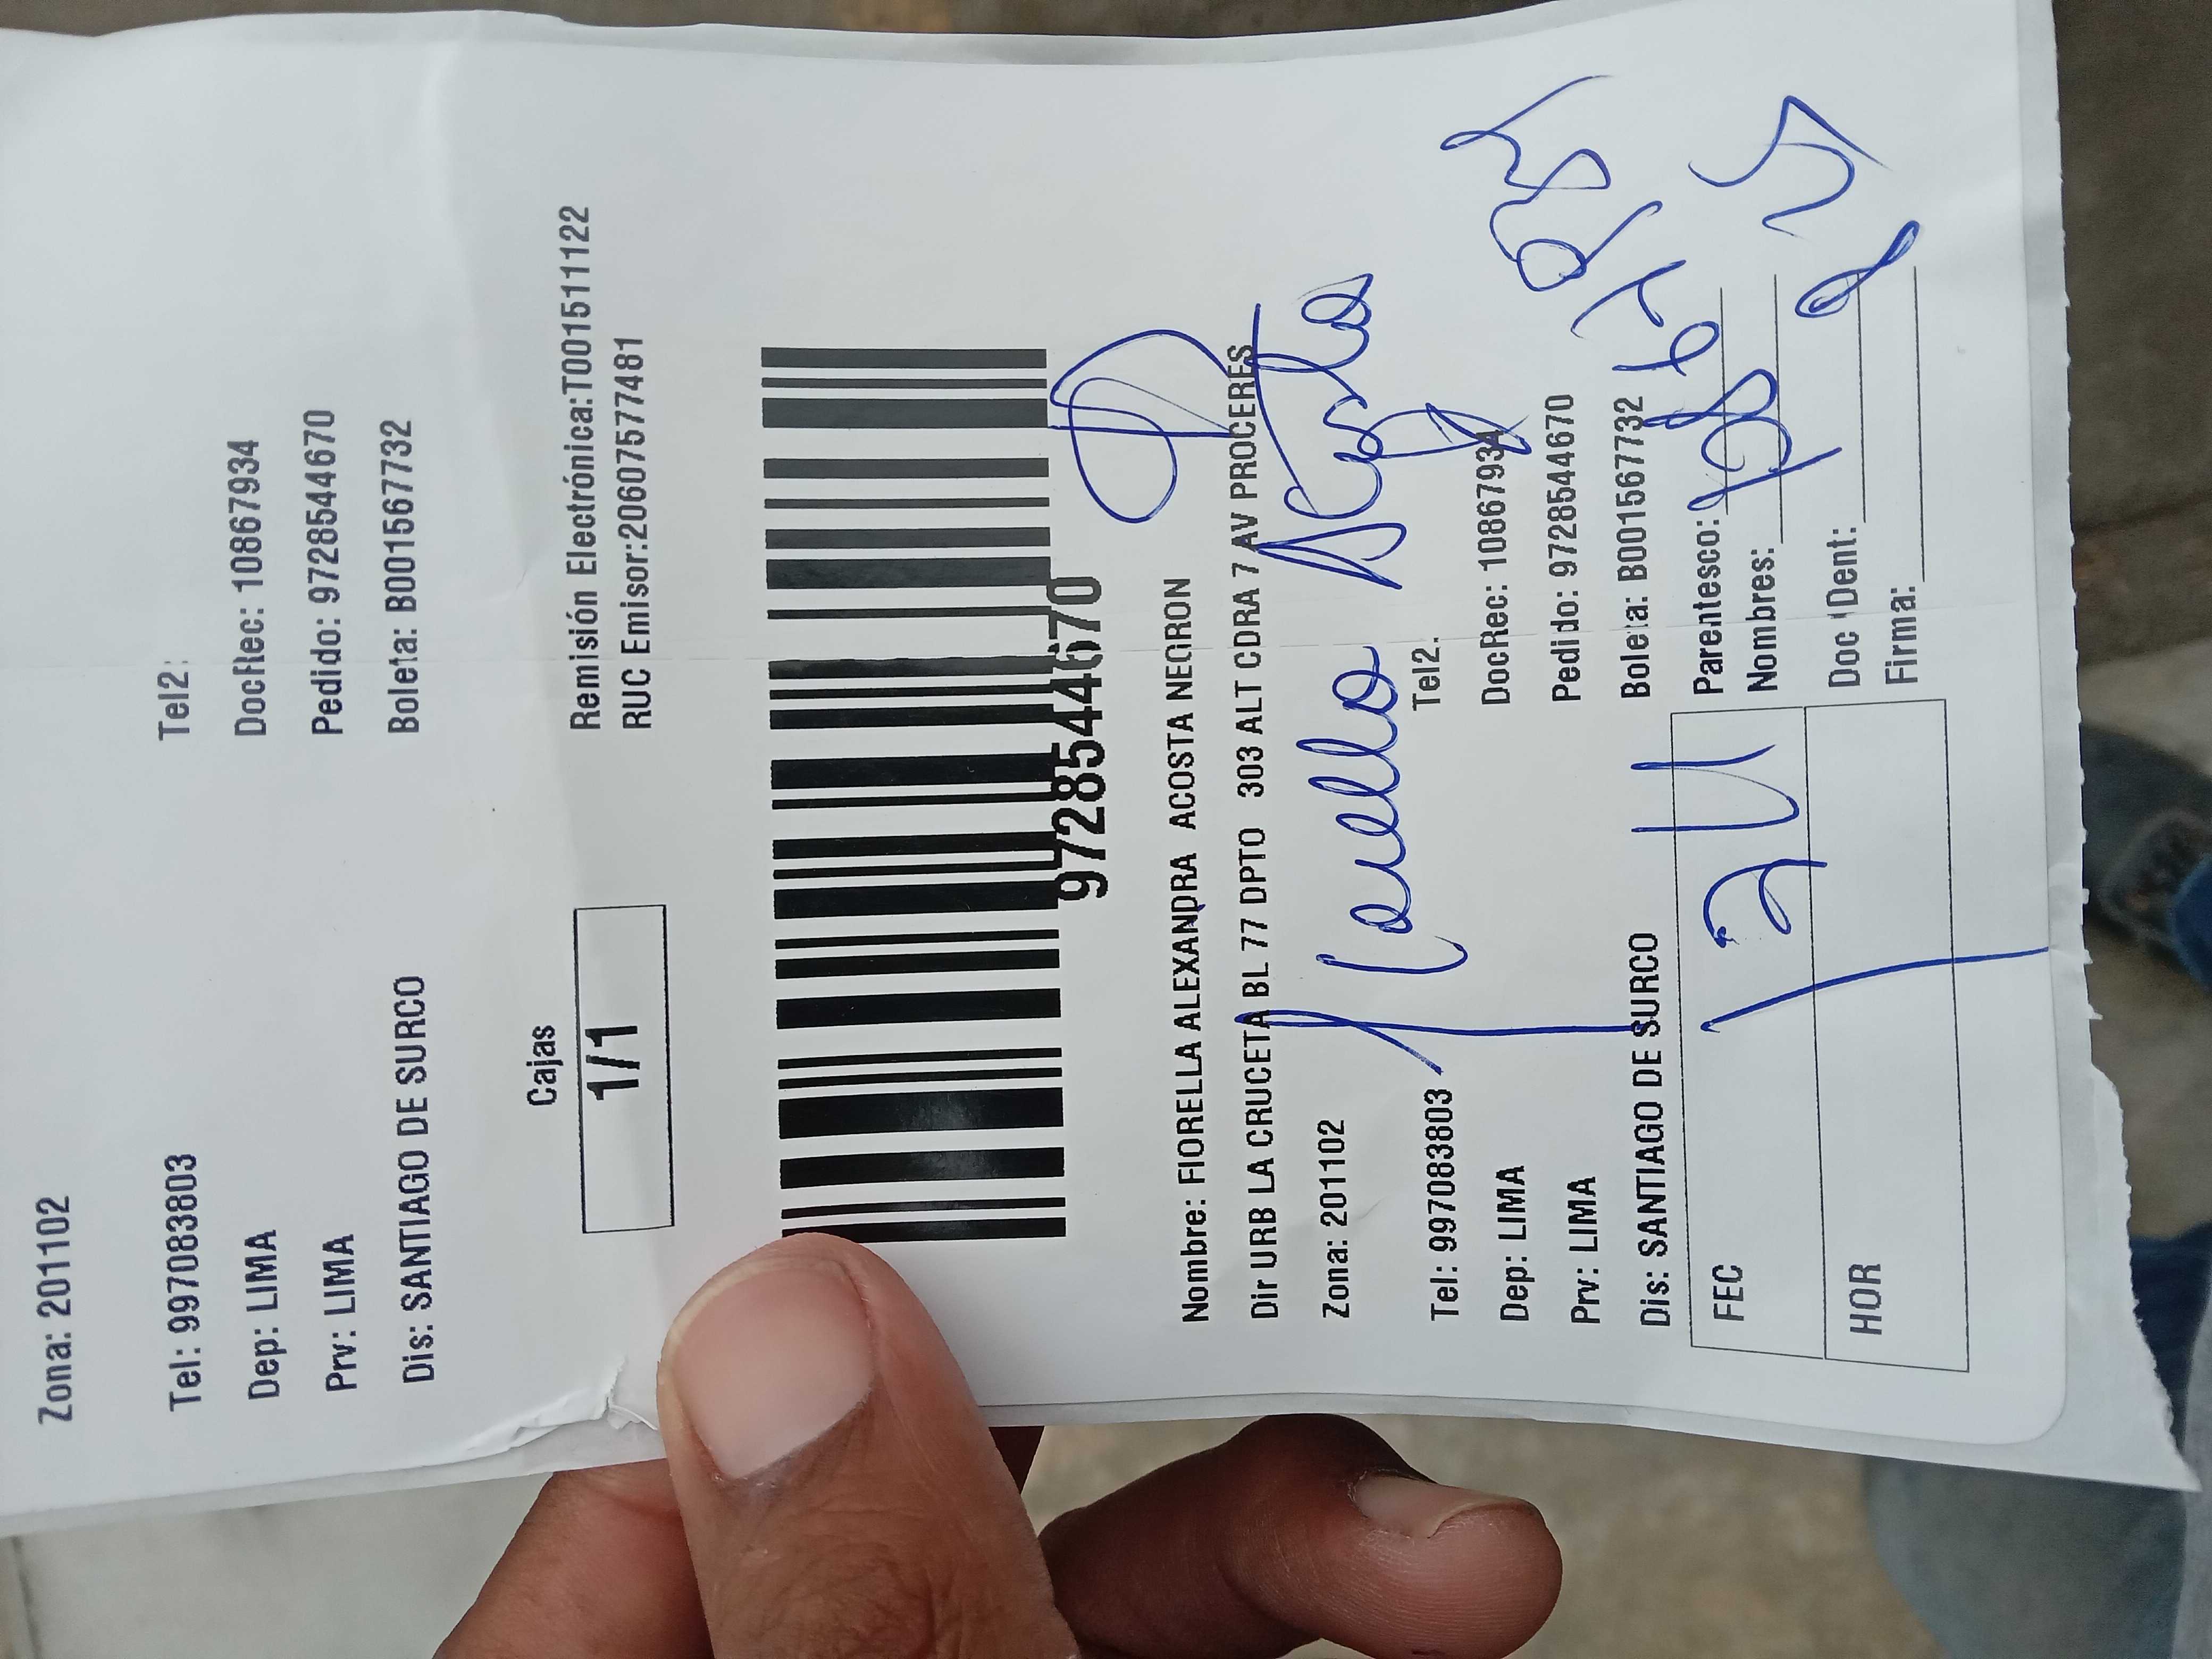 Zona: 201102
Tel: 997083803 Tel2:
Dep: LIMA DocRec: 10867934
Prv: LIMA Pedido: 9728544670
Dis: SANTIAGO DE SURCO Boleta: B001567732
Cajas
1/1
Remisión Electrónica:T001511122
RUC Emisor:20607577481
9728544670
Nombre: FIORELLA ALEXANDRA ACOSTA NEGRON
Dir URB LA CRUCETA BL 77 DPTO 303 ALT CDRA 7 AV PROCERES
Zona: 201102
Acosta
Tel: 997083803 Tel2:
Dep: LIMA DocRec: 10867934
Prv: LIMA Pedido: 9728544670
Dis: SANTIAGO DE SURCO Boleta: B001567732
FEC
HOR
Parentesco:
Nombres:
Doc Dent:
Firma: